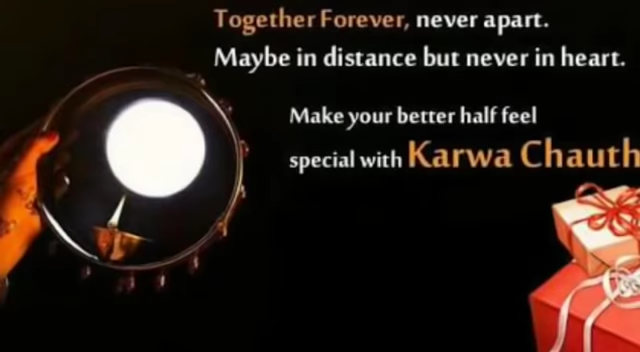 Together Forever, never apart.
Maybe in distance but never in heart.
Make your better half feel
special with Karwa Chauth